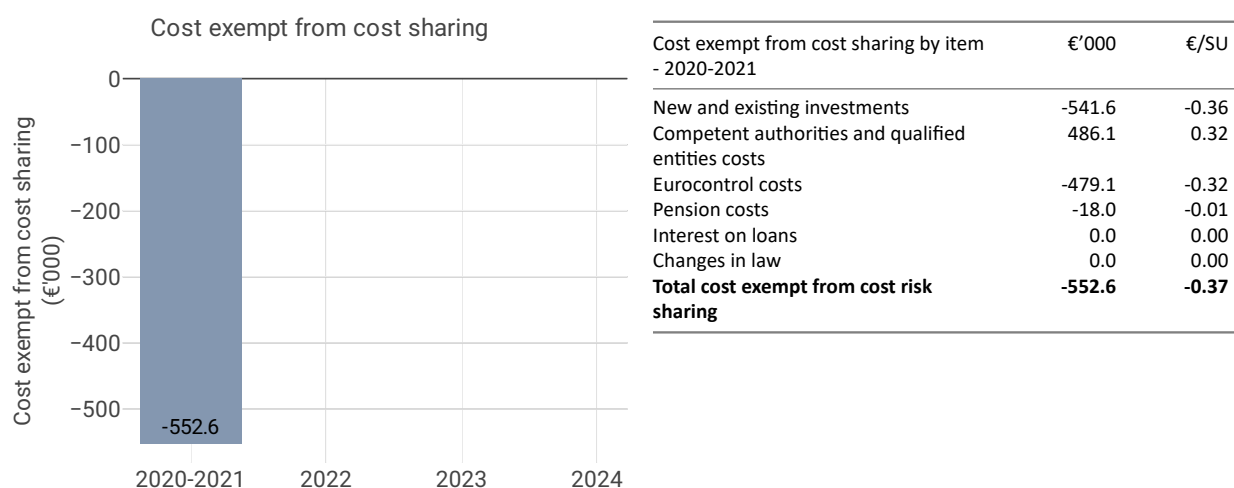 Cost exempt from cost sharing
Cost exempt from cost sharing
(€'000)
0
−100
−200
−300
−400
−500
-552.6
2020-2021 2022 2023 2024
Cost exempt from cost sharing by item €’000 €/SU
- 2020-2021
New and existing investments -541.6 -0.36
Competent authorities and qualified 486.1 0.32
entities costs
Eurocontrol costs -479.1 -0.32
Pension costs -18.0 -0.01
Interest on loans 0.0 0.00
Changes in law 0.0 0.00
Total cost exempt from cost risk -552.6 -0.37
sharing